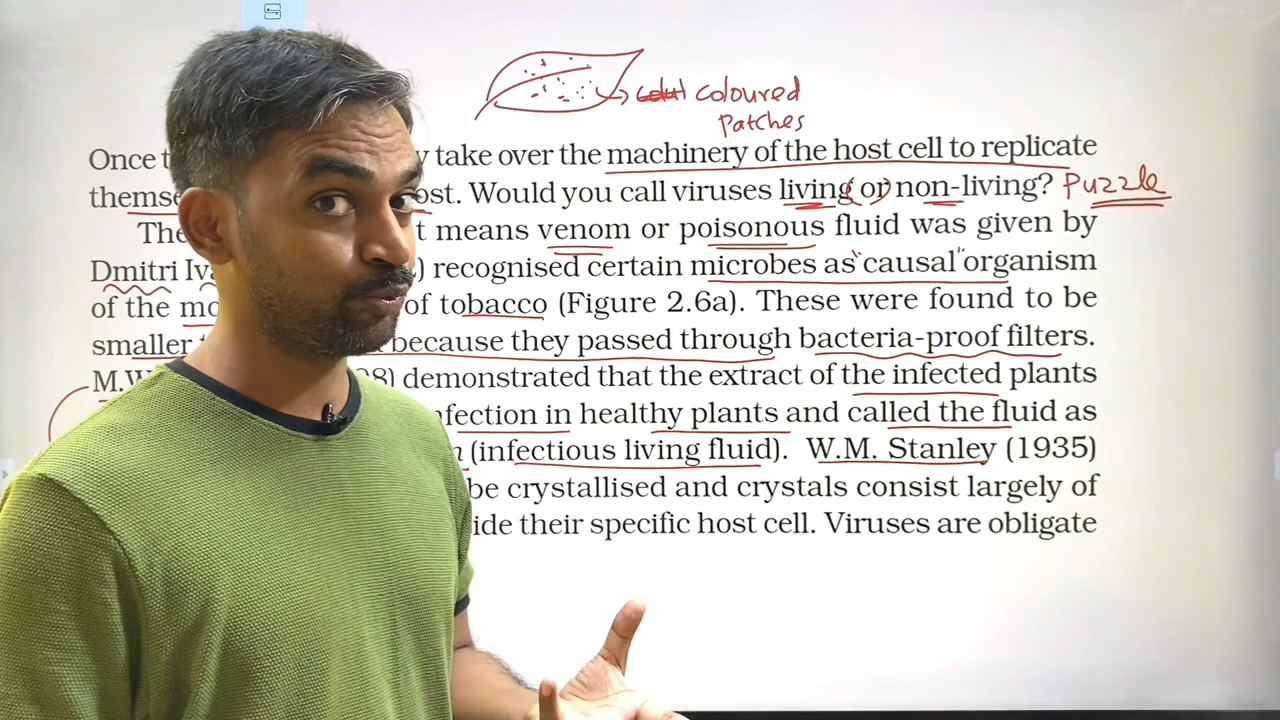 coloured
patches
Once take over the machinery of the host cell to replicate
ost. Would you call viruses living (or) non-living? Puzzle
The t means venom or poisonous fluid was given by
Dmitri ) recognised certain microbes as "causal" organism
of the of tobacco (Figure 2.6a). These were found to be
smaller because they passed through bacteria-proof filters.
M.W 98) demonstrated that the extract of the infected plants
nfection in healthy plants and called the fluid as
(infectious living fluid). W.M. Stanley (1935)
be crystallised and crystals consist largely of
ide their specific host cell. Viruses are obligate